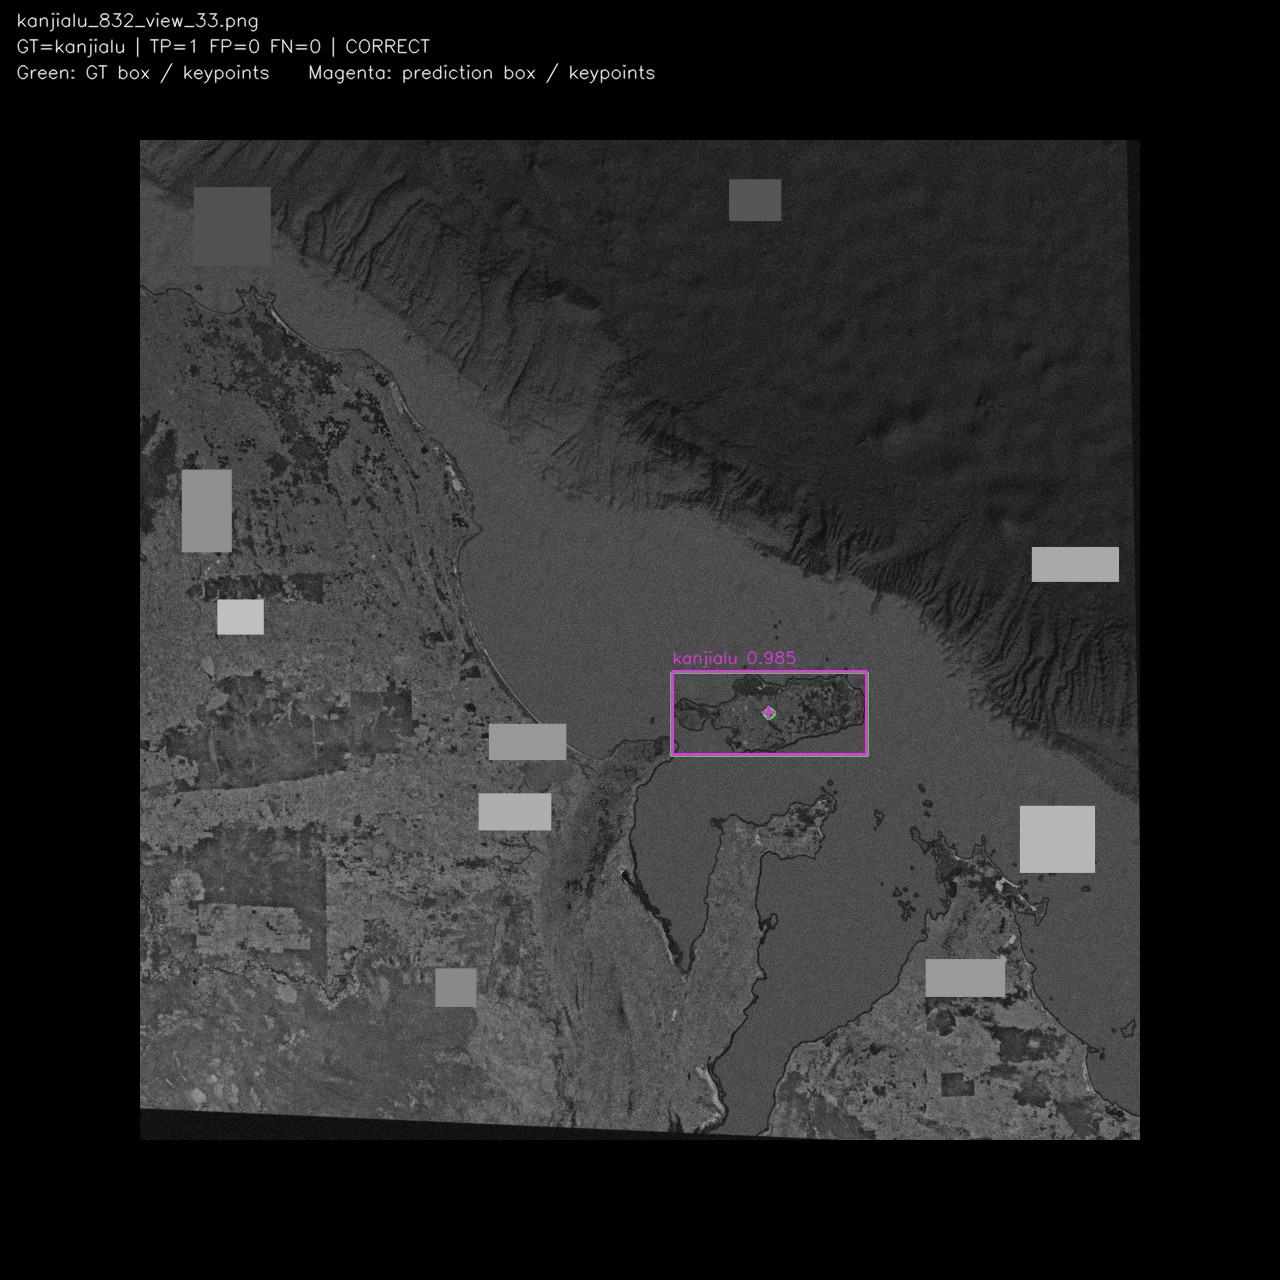 kanjialu_832_view_33.png
GT=kanjialu | TP=1 FP=0 FN=0 | CORRECT
Green: GT box / keypoints    Magenta: prediction box / keypoints
kanjialu 0.985